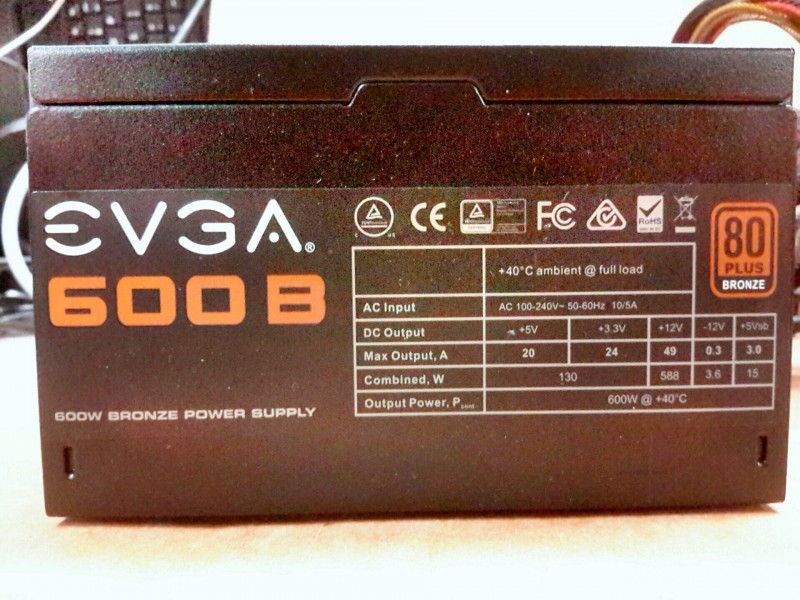 EVGA®
600 B
600W BRONZE POWER SUPPLY
CE
FC
RoHS
80
PLUS
BRONZE
+40°C ambient @ full load
AC Input AC 100-240V~ 50-60Hz 10/5A
DC Output +5V +3.3V +12V -12V +5Vsb
Max Output, A 20 24 49 0.3 3.0
Combined, W 130 588 3.6 15
Output Power, Pcont 600W @ +40°C